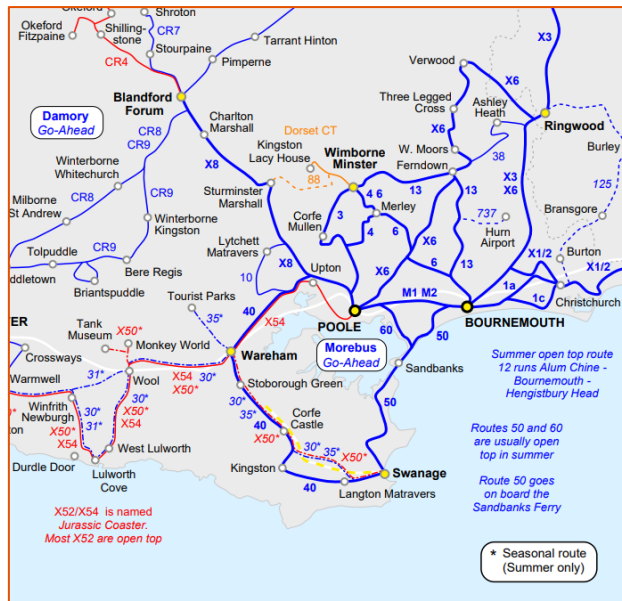 Okeford
Fitzpaine
Shilling-
stone
Shroton
CR7
Stourpaine
CR4
Tarrant Hinton
Pimperne
Verwood
X3
X6
Damory
Go-Ahead
Blandford
Forum
Three Legged
Cross
Ashley
Heath
Ringwood
CR8
CR9
Charlton
Marshall
Dorset CT
Kingston
Lacy House
Wimborne
Minster
X6
W. Moors
Ferndown
38
Burley
X8
88
4 6
13
13
X3
X6
125
Winterborne
Whitechurch
CR8
CR9
Milborne
St Andrew
Sturminster
Marshall
3
Merley
4
Corfe
Mullen
6
X6
737
Hurn
Airport
Bransgore
Winterborne
Kingston
Lytchett
Matravers
Tolpuddle
CR9
ddletown
Bere Regis
Briantspuddle
10
X8
Upton
X6
6
13
Burton
X1/2
X1/2
Tourist Parks
35*
40
X54
M1 M2
1a
1c
Christchurch
POOLE
BOURNEMOUTH
ER
Tank
Museum
X50*
Monkey World
Morebus
Go-Ahead
60
50
Crossways
Wareham
Sandbanks
Summer open top route
12 runs Alum Chine -
Bournemouth -
Hengistbury Head
Warmwell
31*
Wool
X54
X50*
30*
Stoborough Green
0*
ton
Winfrith
Newburgh
30*
31*
30*
X50*
X54
X50*
X54
30*
35*
40
Corfe
Castle
X50*
30*
35*
X50*
50
Routes 50 and 60
are usually open
top in summer
West Lulworth
Durdle Door
Lulworth
Cove
Kingston
40
Swanage
Langton Matravers
Route 50 goes
on board the
Sandbanks Ferry
X52/X54 is named
Jurassic Coaster.
Most X52 are open top
* Seasonal route
(Summer only)